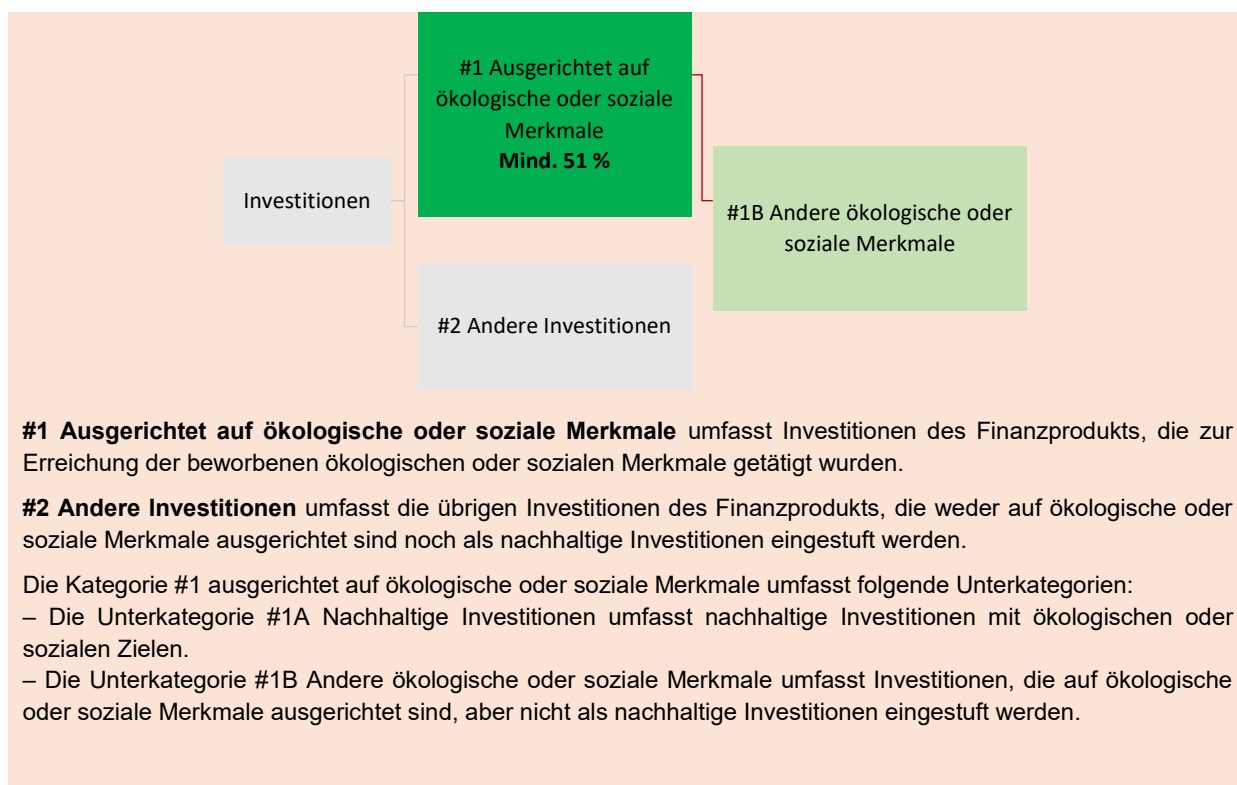 #1 Ausgerichtet auf
ökologische oder soziale
Merkmale
Mind. 51 %
Investitionen
#1B Andere ökologische oder
soziale Merkmale
#2 Andere Investitionen
#1 Ausgerichtet auf ökologische oder soziale Merkmale umfasst Investitionen des Finanzprodukts, die zur
Erreichung der beworbenen ökologischen oder sozialen Merkmale getätigt wurden.
#2 Andere Investitionen umfasst die übrigen Investitionen des Finanzprodukts, die weder auf ökologische oder
soziale Merkmale ausgerichtet sind noch als nachhaltige Investitionen eingestuft werden.
Die Kategorie #1 ausgerichtet auf ökologische oder soziale Merkmale umfasst folgende Unterkategorien:
– Die Unterkategorie #1A Nachhaltige Investitionen umfasst nachhaltige Investitionen mit ökologischen oder
sozialen Zielen.
– Die Unterkategorie #1B Andere ökologische oder soziale Merkmale umfasst Investitionen, die auf ökologische
oder soziale Merkmale ausgerichtet sind, aber nicht als nachhaltige Investitionen eingestuft werden.